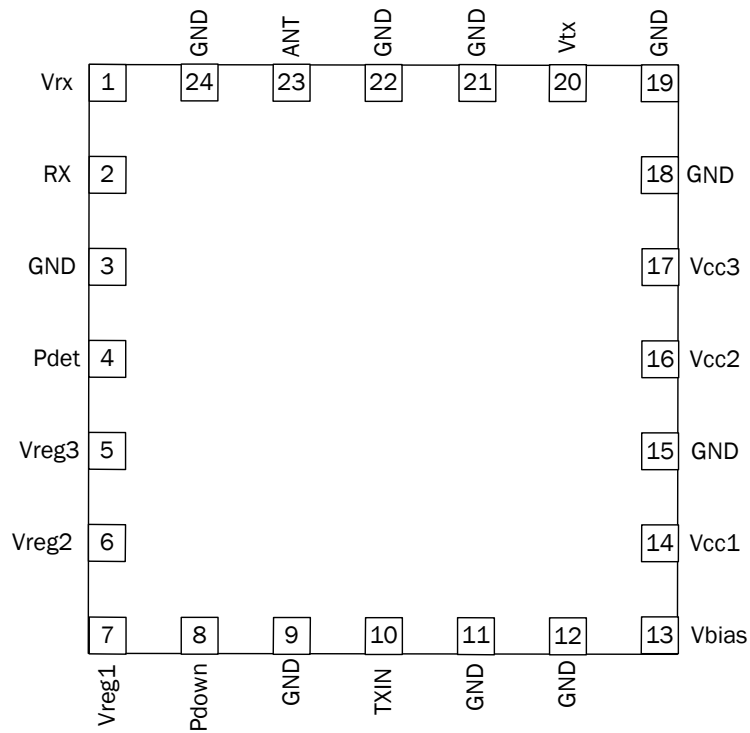 GND ANT GND GND Vtx GND
Vrx 1 24 23 22 21 20 19
RX 2 18 GND
GND 3 17 Vcc3
Pdet 4 16 Vcc2
Vreg3 5 15 GND
Vreg2 6 14 Vcc1
7 8 9 10 11 12 13 Vbias
Vreg1 Pdown GND TXIN GND GND